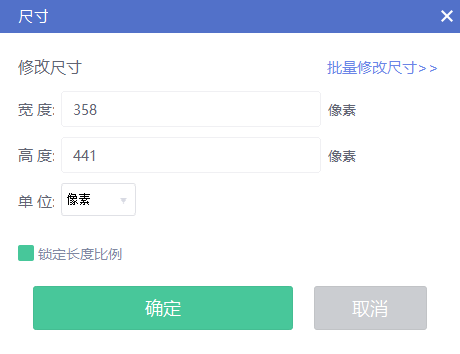 尺寸
修改尺寸 批量修改尺寸>>
宽 度: 358 像素
高 度: 441 像素
单 位: 像素
锁定长度比例
确定 取消